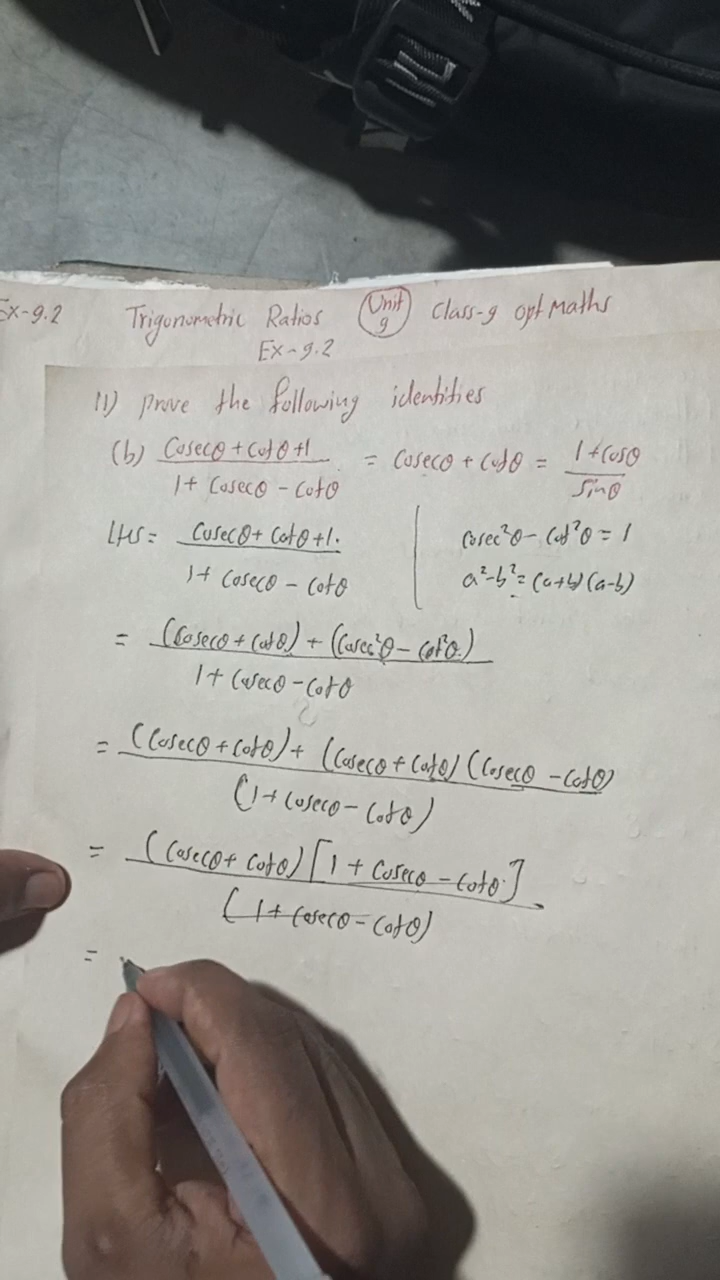 Ex-9.2 Trigonometric Ratios Unit 9 Class-9 opt Maths
Ex-9.2
11) prove the following identities
(b) (Cosecθ + Cotθ + 1) / (1 + Cosecθ - Cotθ) = Cosecθ + Cotθ = (1 + Cosθ) / Sinθ
LHS = (Cosecθ + Cotθ + 1.) / (1 + Cosecθ - Cotθ)
Cosec²θ - Cot²θ = 1
a² - b² = (a+b)(a-b)
= ((Cosecθ + Cotθ) + (Cosec²θ - Cot²θ)) / (1 + Cosecθ - Cotθ)
= ((Cosecθ + Cotθ) + (Cosecθ + Cotθ)(Cosecθ - Cotθ)) / (1 + Cosecθ - Cotθ)
= (Cosecθ + Cotθ)[1 + Cosecθ - Cotθ] / (1 + Cosecθ - Cotθ)
=